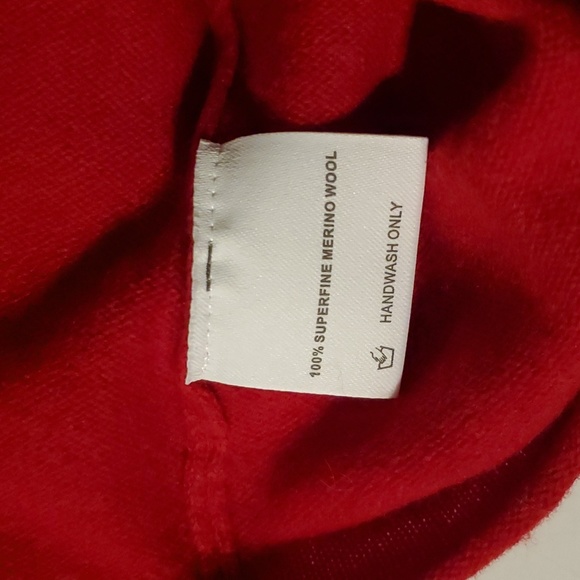 100% SUPERFINE MERINO WOOL
HANDWASH ONLY